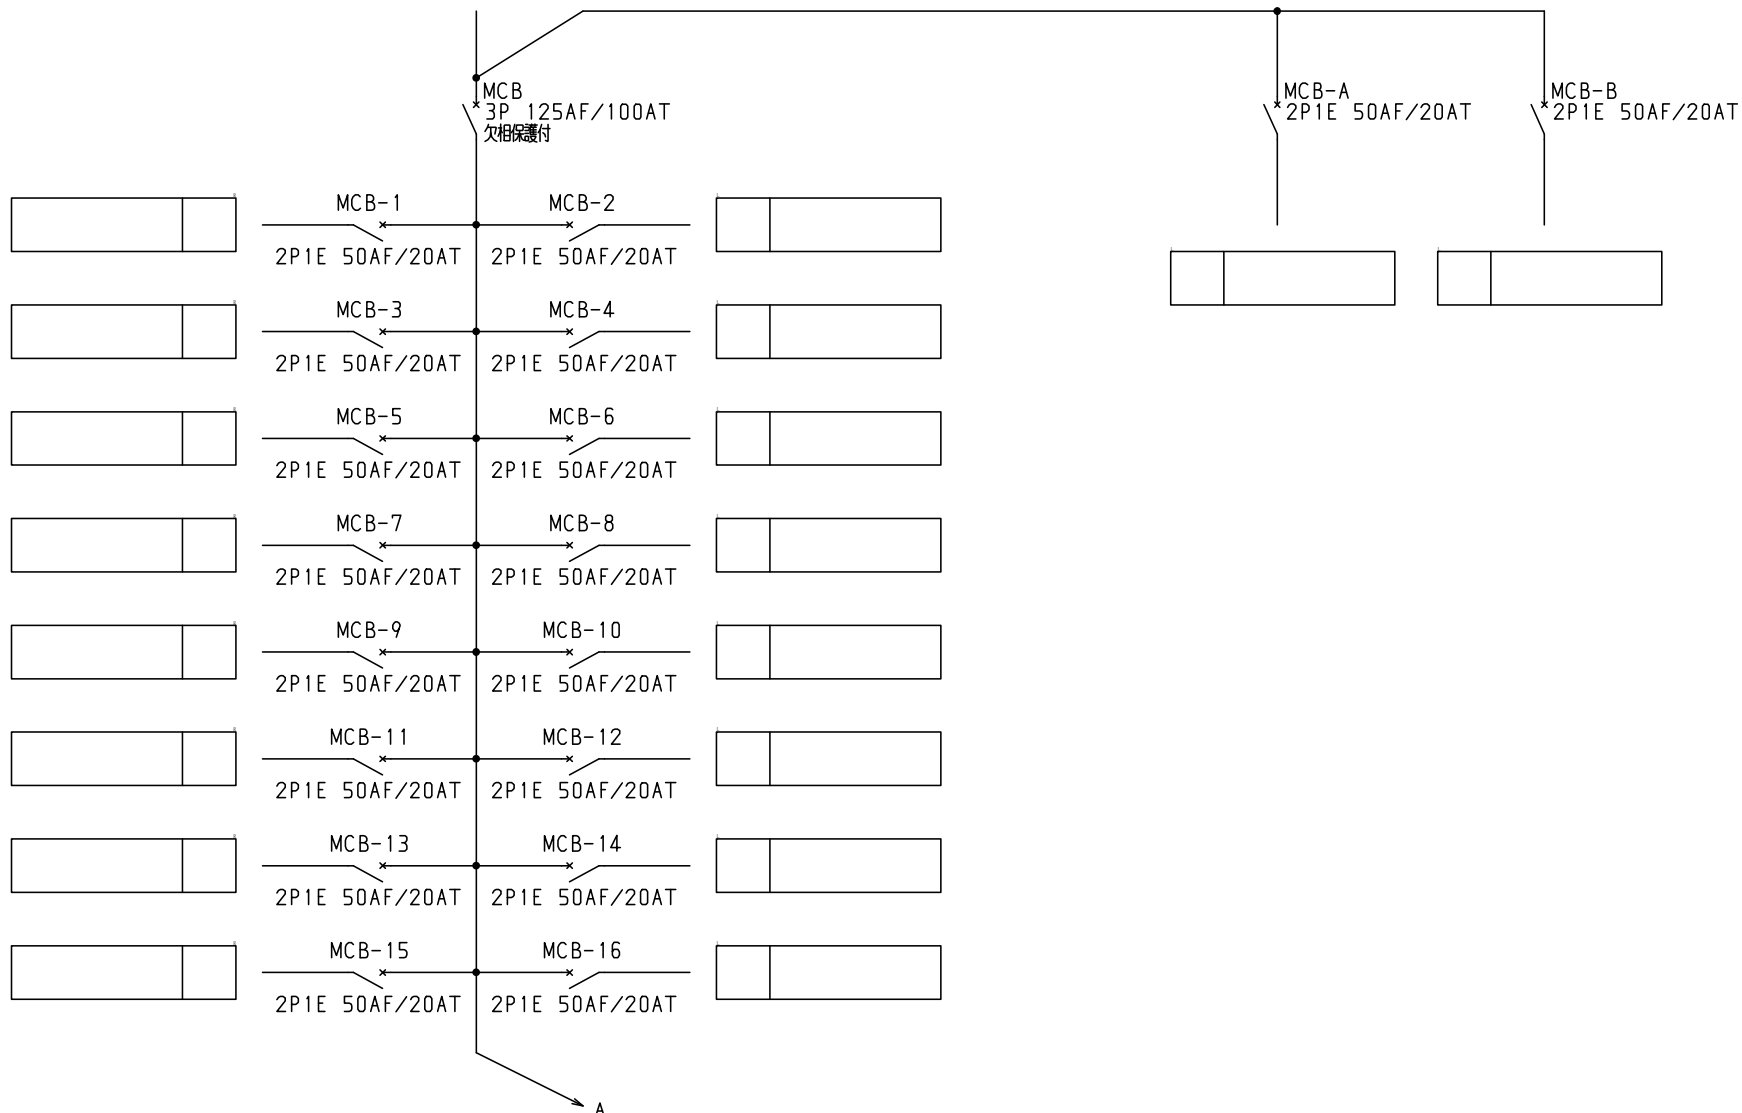 MCB
3P 125AF/100AT
欠相保護付
MCB-A
2P1E 50AF/20AT
MCB-B
2P1E 50AF/20AT
MCB-1
2P1E 50AF/20AT
MCB-2
2P1E 50AF/20AT
MCB-3
2P1E 50AF/20AT
MCB-4
2P1E 50AF/20AT
MCB-5
2P1E 50AF/20AT
MCB-6
2P1E 50AF/20AT
MCB-7
2P1E 50AF/20AT
MCB-8
2P1E 50AF/20AT
MCB-9
2P1E 50AF/20AT
MCB-10
2P1E 50AF/20AT
MCB-11
2P1E 50AF/20AT
MCB-12
2P1E 50AF/20AT
MCB-13
2P1E 50AF/20AT
MCB-14
2P1E 50AF/20AT
MCB-15
2P1E 50AF/20AT
MCB-16
2P1E 50AF/20AT
A